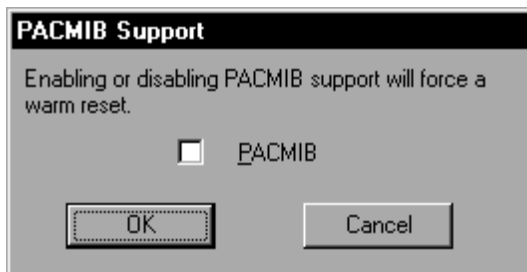 PACMIB Support
Enabling or disabling PACMIB support will force a
warm reset.
PACMIB
OK Cancel